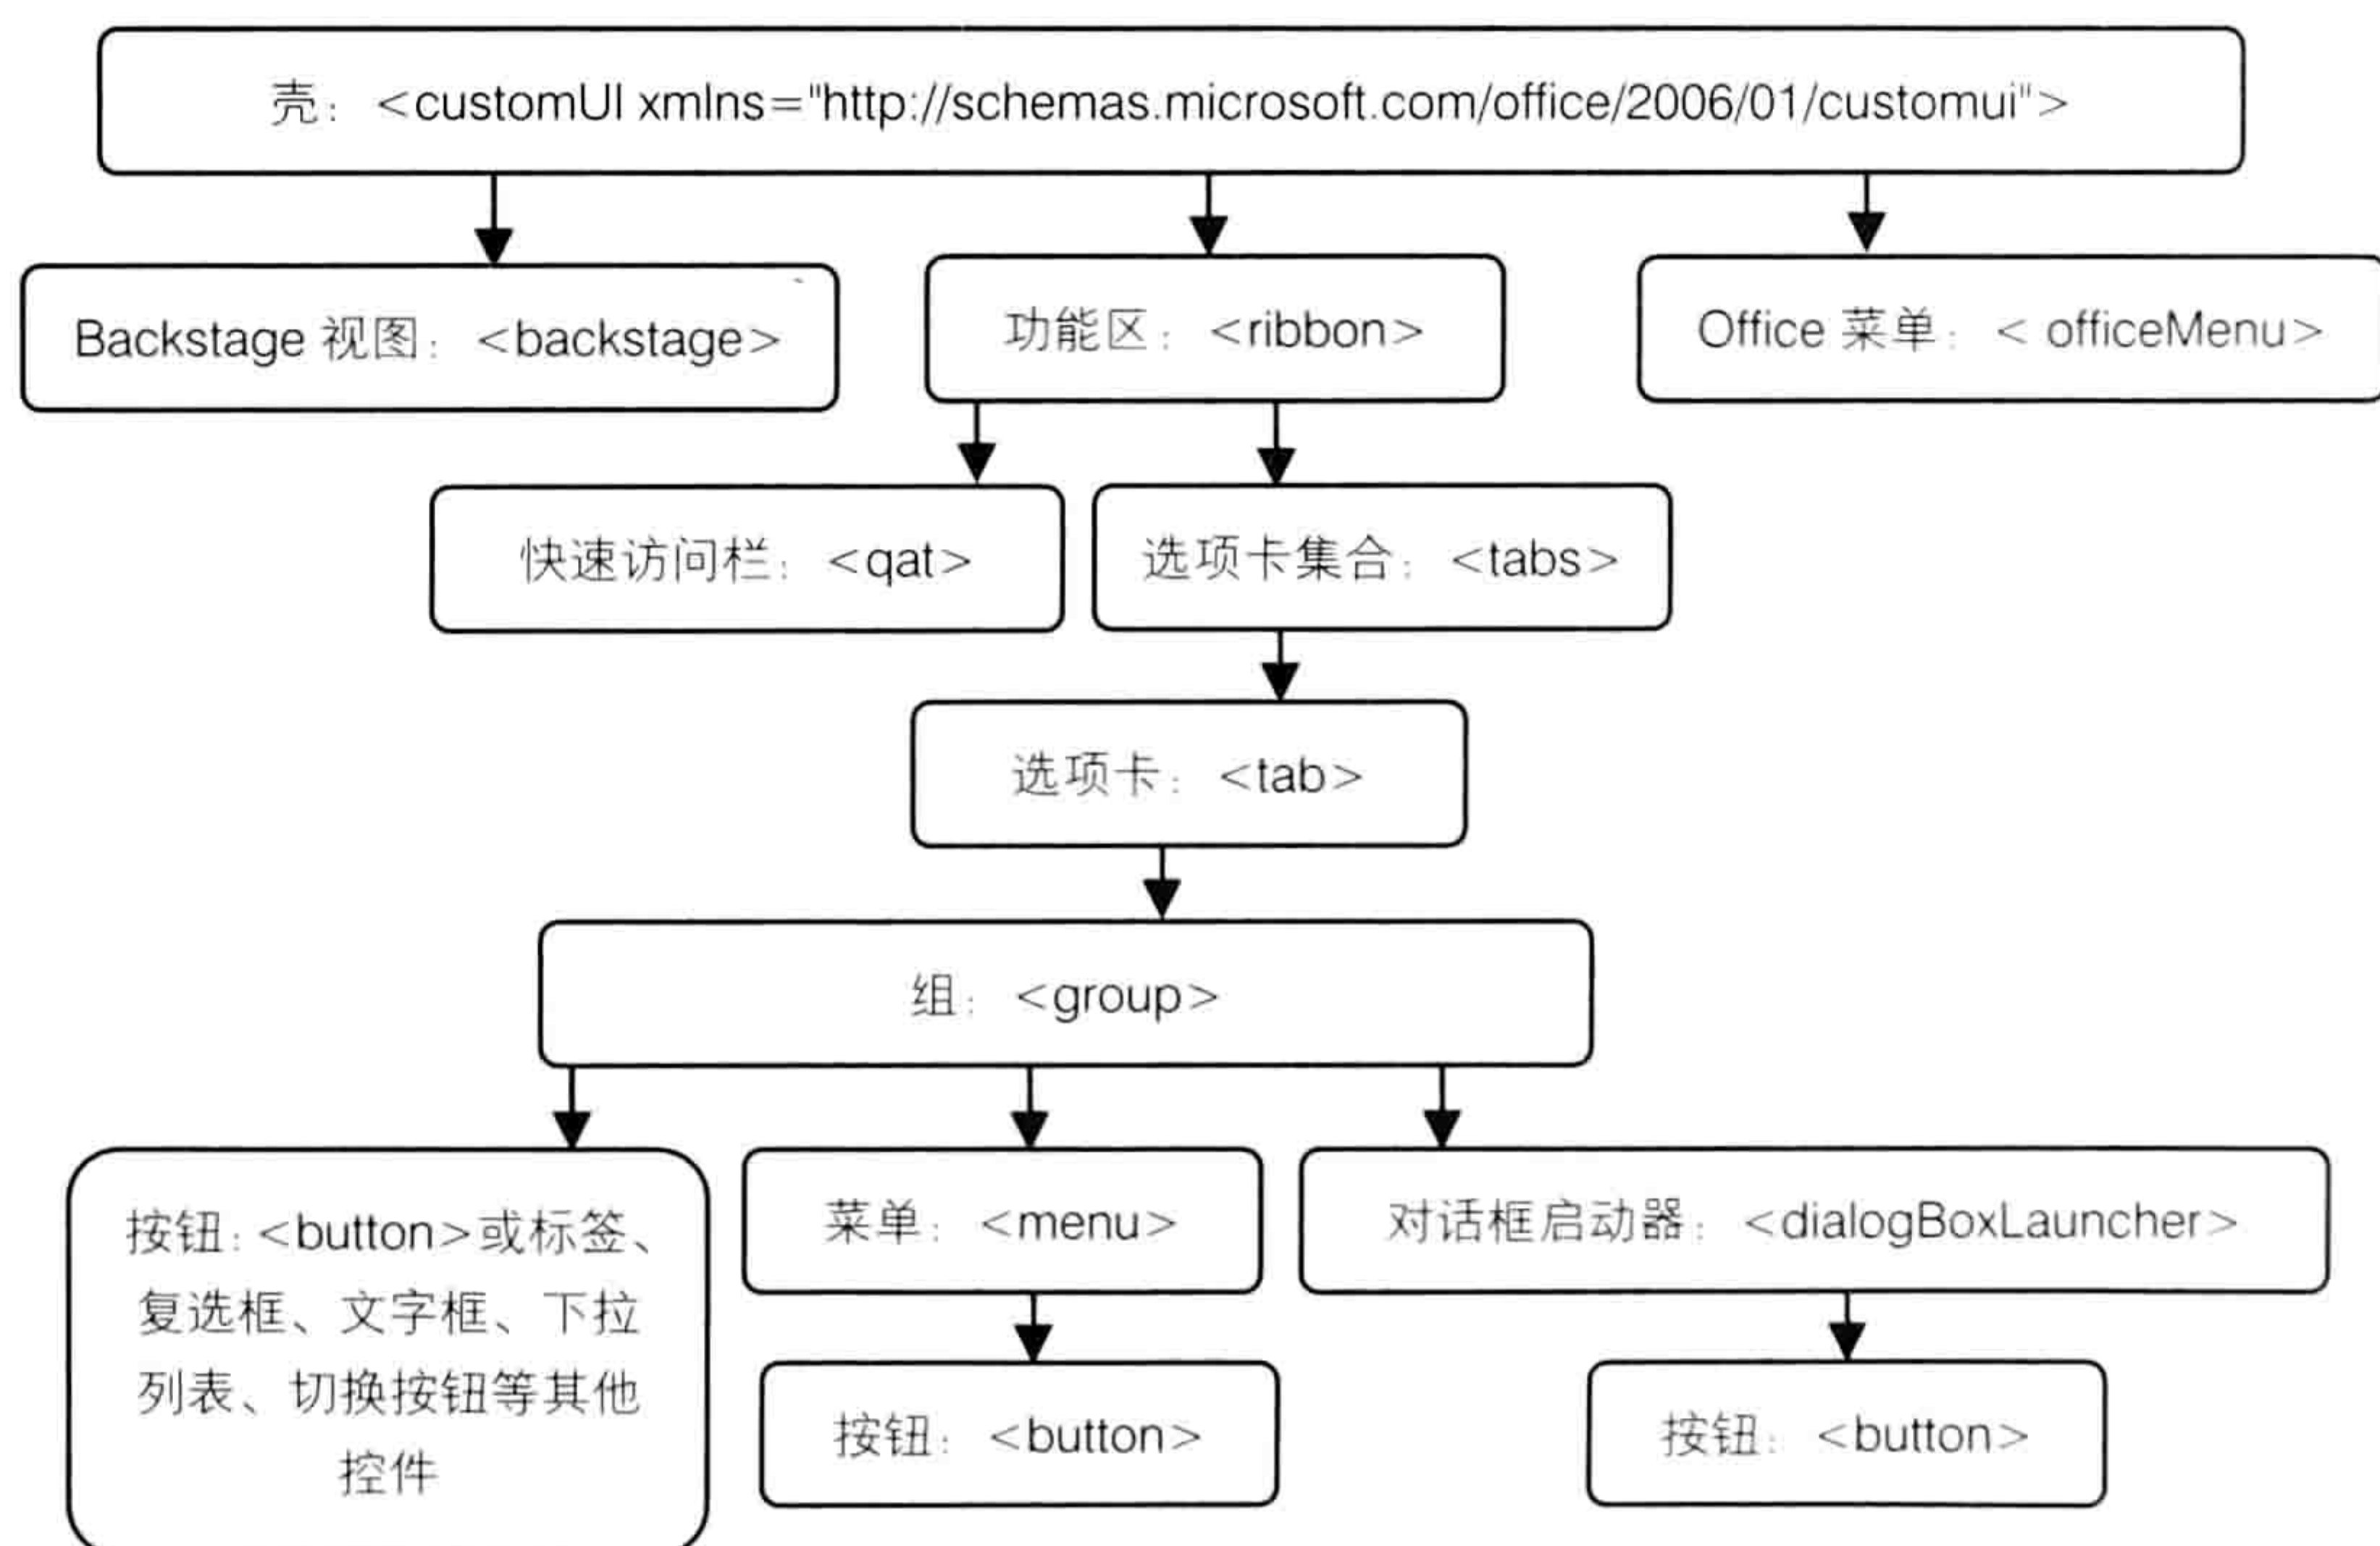 壳：<customUI xmlns="http://schemas.microsoft.com/office/2006/01/customui">
Backstage 视图：<backstage>
功能区：<ribbon>
Office 菜单：< officeMenu>
快速访问栏：<qat>
选项卡集合：<tabs>
选项卡：<tab>
组：<group>
按钮：<button>或标签、
复选框、文字框、下拉
列表、切换按钮等其他
控件
菜单：<menu>
对话框启动器：<dialogBoxLauncher>
按钮：<button>
按钮：<button>